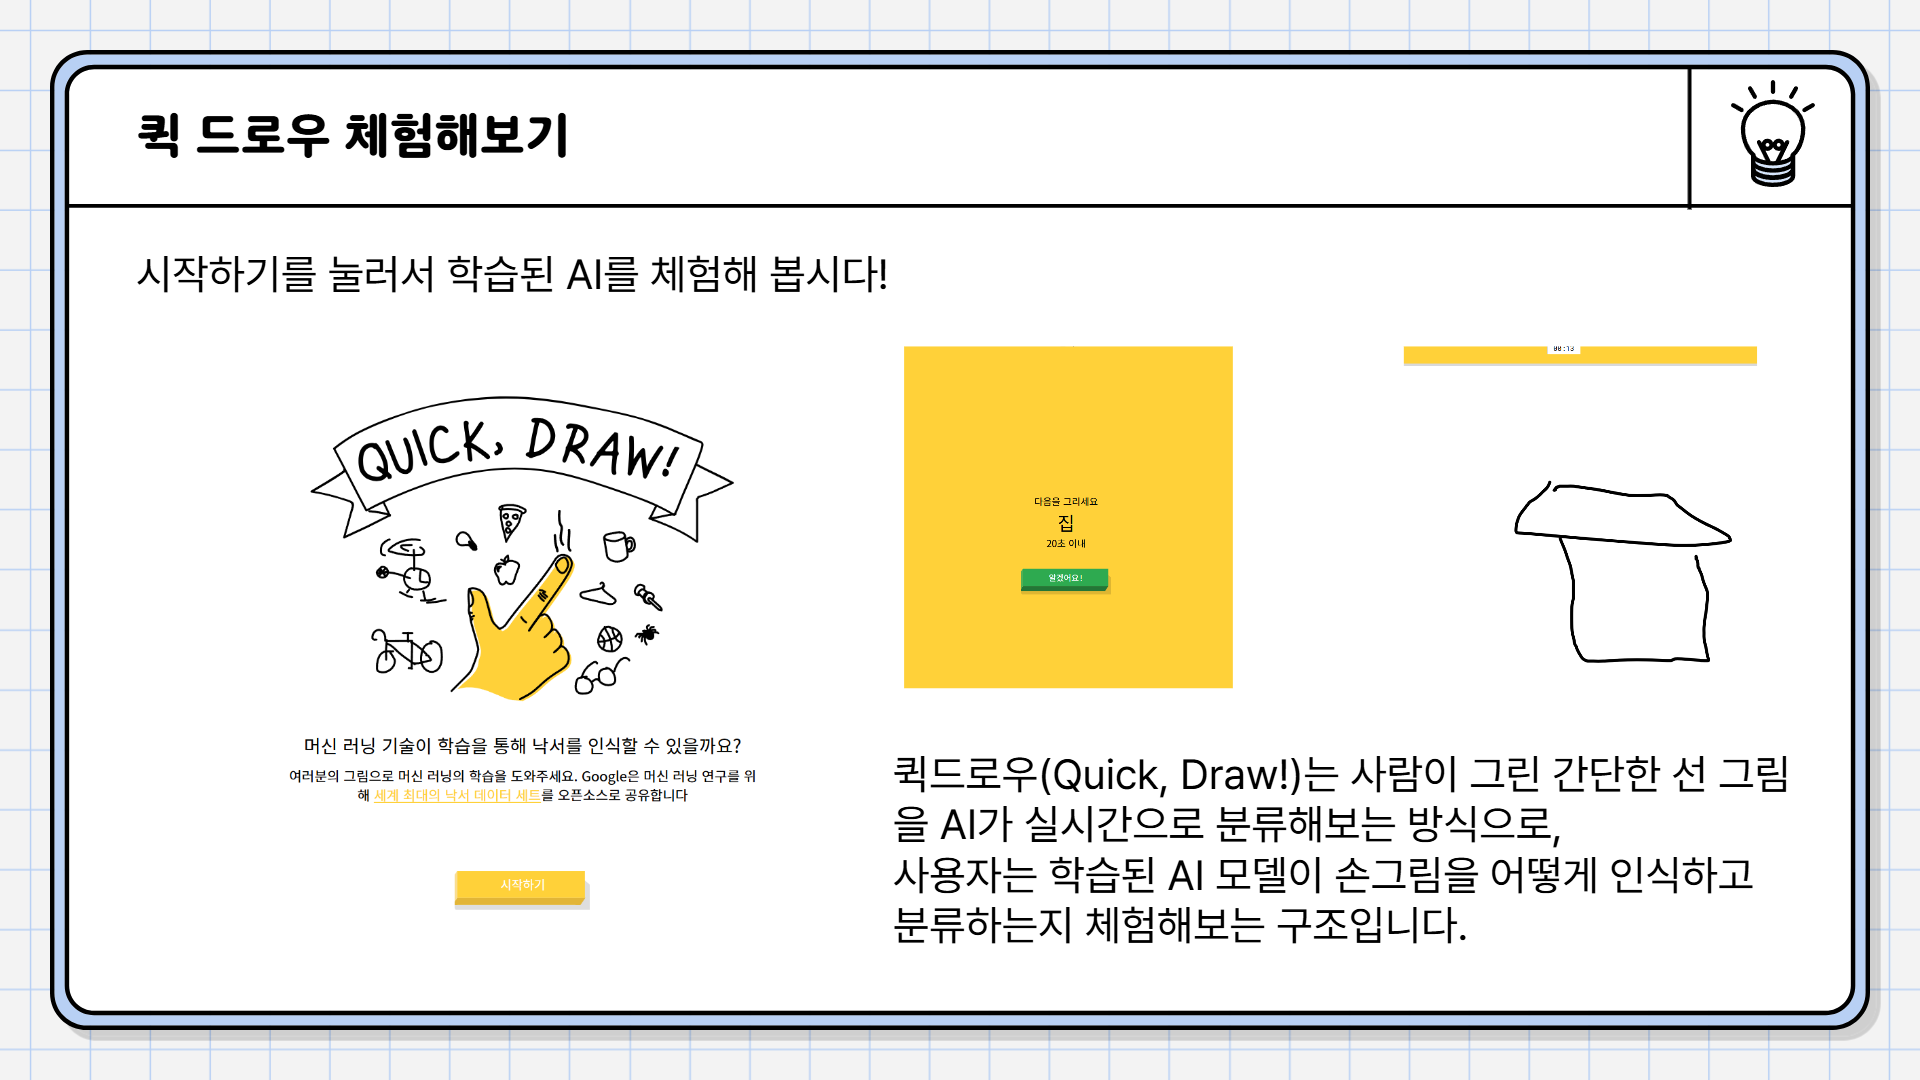 퀵 드로우 체험해보기
시작하기를 눌러서 학습된 AI를 체험해 봅시다!
QUICK, DRAW!
머신 러닝 기술이 학습을 통해 낙서를 인식할 수 있을까요?
여러분의 그림으로 머신 러닝의 학습을 도와주세요. Google은 머신 러닝 연구를 위
해 세계 최대의 낙서 데이터 세트를 오픈소스로 공유합니다
시작하기
다음을 그리세요
집
20초 이내
알겠어요!
00:13
퀵드로우(Quick, Draw!)는 사람이 그린 간단한 선 그림
을 AI가 실시간으로 분류해보는 방식으로,
사용자는 학습된 AI 모델이 손그림을 어떻게 인식하고
분류하는지 체험해보는 구조입니다.